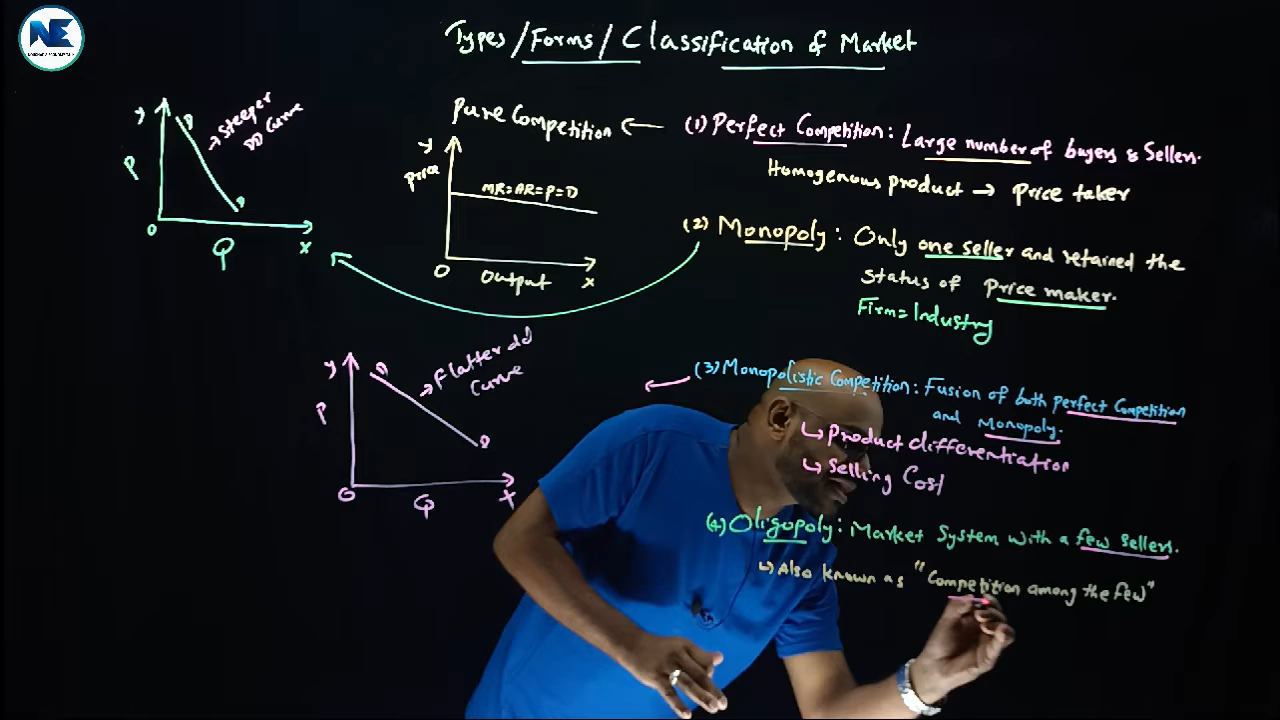 NE
Types/Forms/Classification of Market
Pure Competition ← (1) Perfect Competition: Large number of buyers & Sellers.
Homogenous product → Price taker
(2) Monopoly: Only one seller and retained the
Status of Price maker.
Firm = Industry
(3) Monopolistic Competition: Fusion of both perfect Competition
and Monopoly.
↳ Product differentiation
↳ Selling Cost
(4) Oligopoly: Market System with a few sellers.
↳ Also known as "Competition among the few"
y
D
→ Steeper
DD Curve
P
D
O
Q
X
y
Price
MR=AR=P=D
O
Output
X
y
D
→ Flatter dd
Curve
P
D
O
Q
X